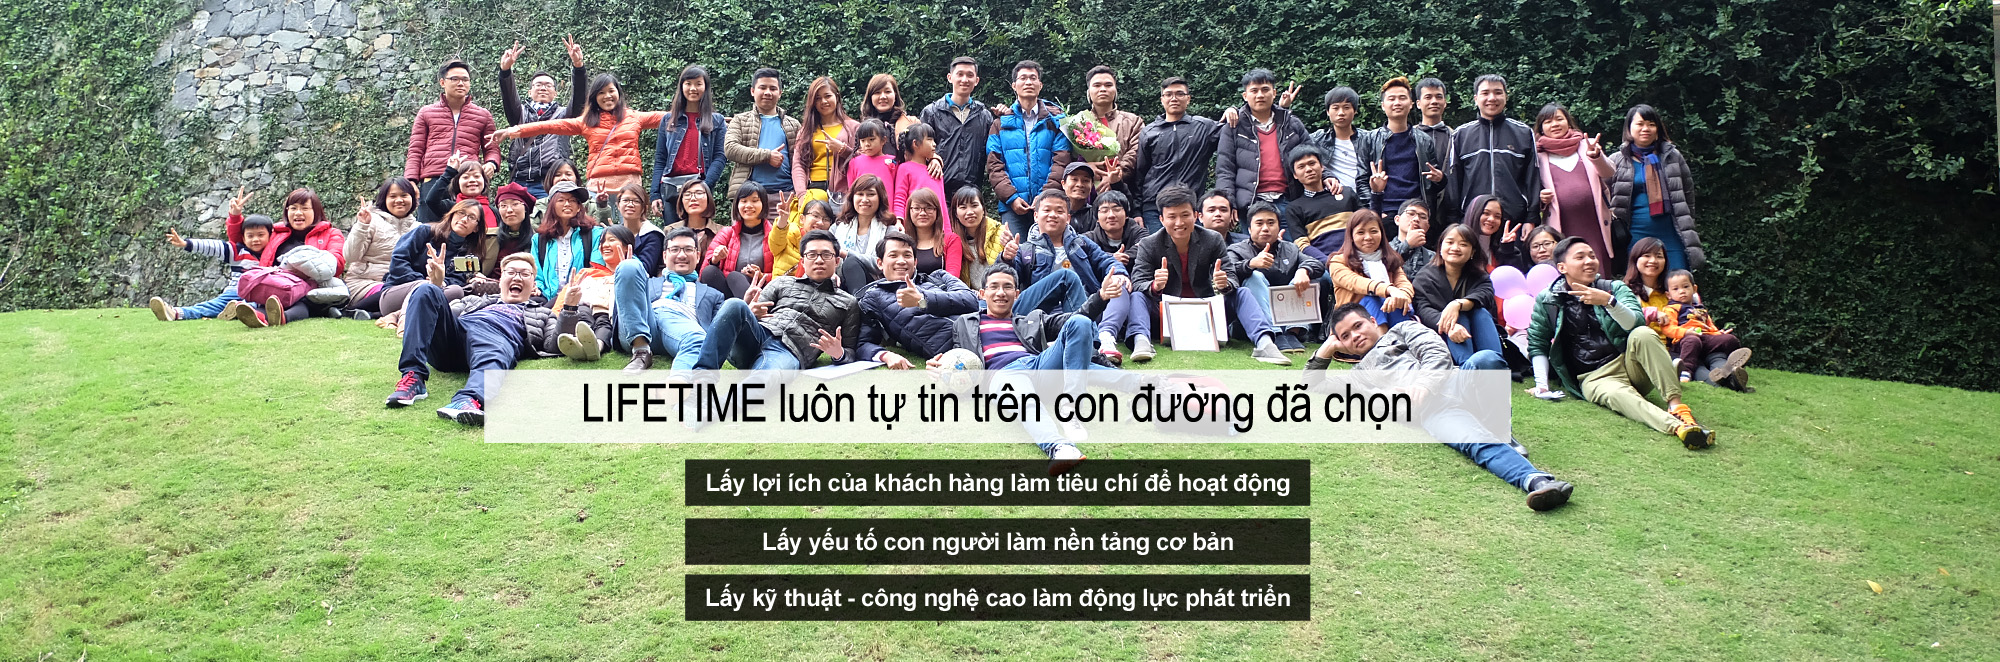 LIFETIME luôn tự tin trên con đường đã chọn
Lấy lợi ích của khách hàng làm tiêu chí để hoạt động
Lấy yếu tố con người làm nền tảng cơ bản
Lấy kỹ thuật - công nghệ cao làm động lực phát triển